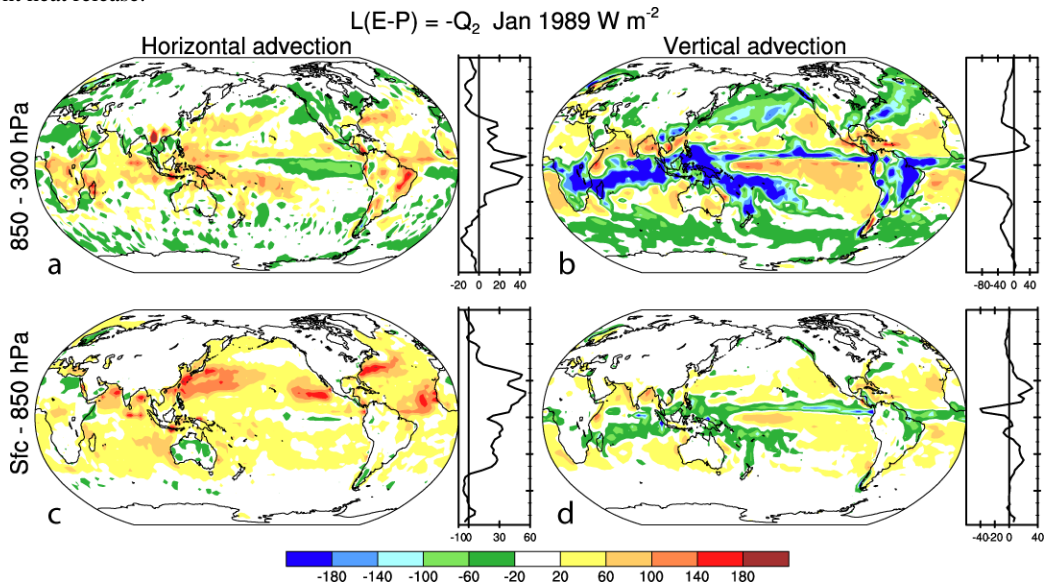 L(E-P) = -Q2 Jan 1989 W m-2
Horizontal advection
Vertical advection
850 - 300 hPa
a
-20 0 20 40
b
-80 -40 0 40
Sfc - 850 hPa
c
-10 0 30 60
d
-40 -20 0 40
-180 -140 -100 -60 -20 20 60 100 140 180